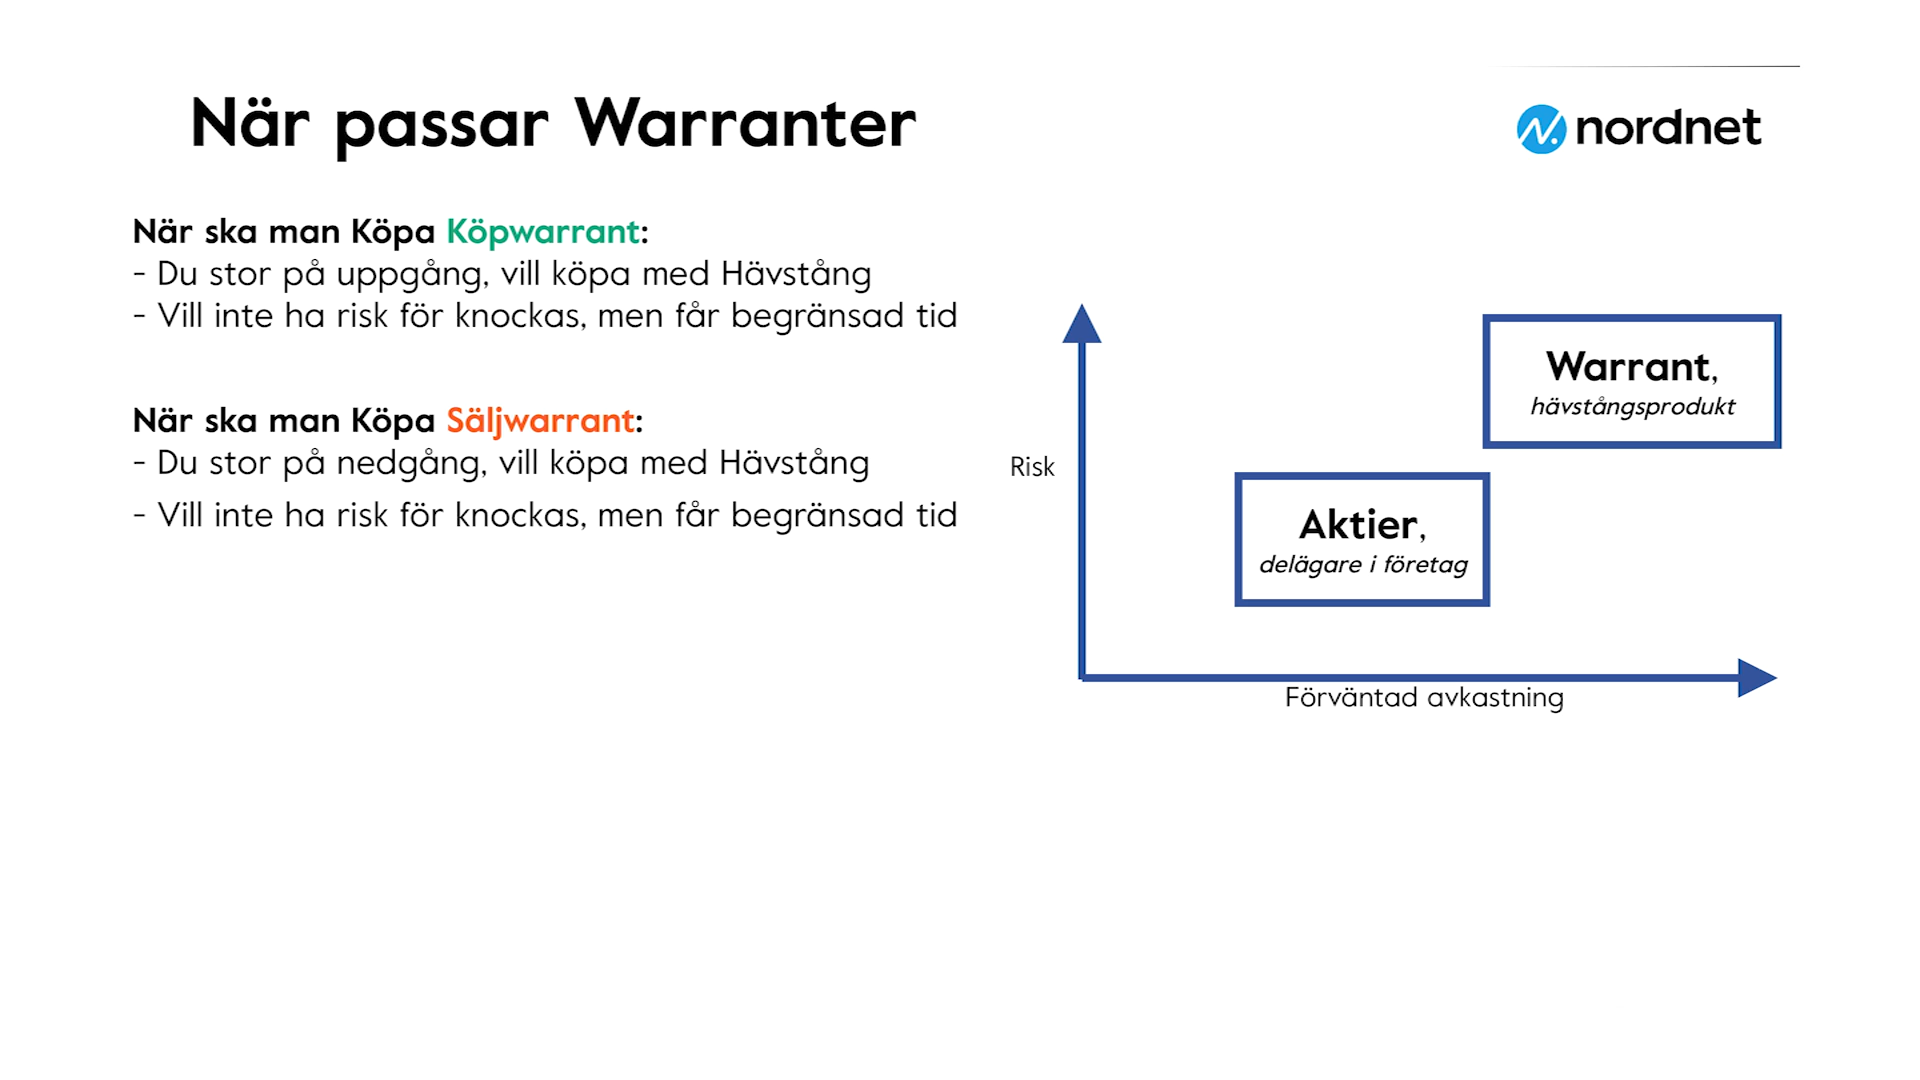 När passar Warranter
nordnet
När ska man Köpa Köpwarrant:
- Du stor på uppgång, vill köpa med Hävstång
- Vill inte ha risk för knockas, men får begränsad tid
När ska man Köpa Säljwarrant:
- Du stor på nedgång, vill köpa med Hävstång
- Vill inte ha risk för knockas, men får begränsad tid
Risk
Warrant,
hävstångsprodukt
Aktier,
delägare i företag
Förväntad avkastning